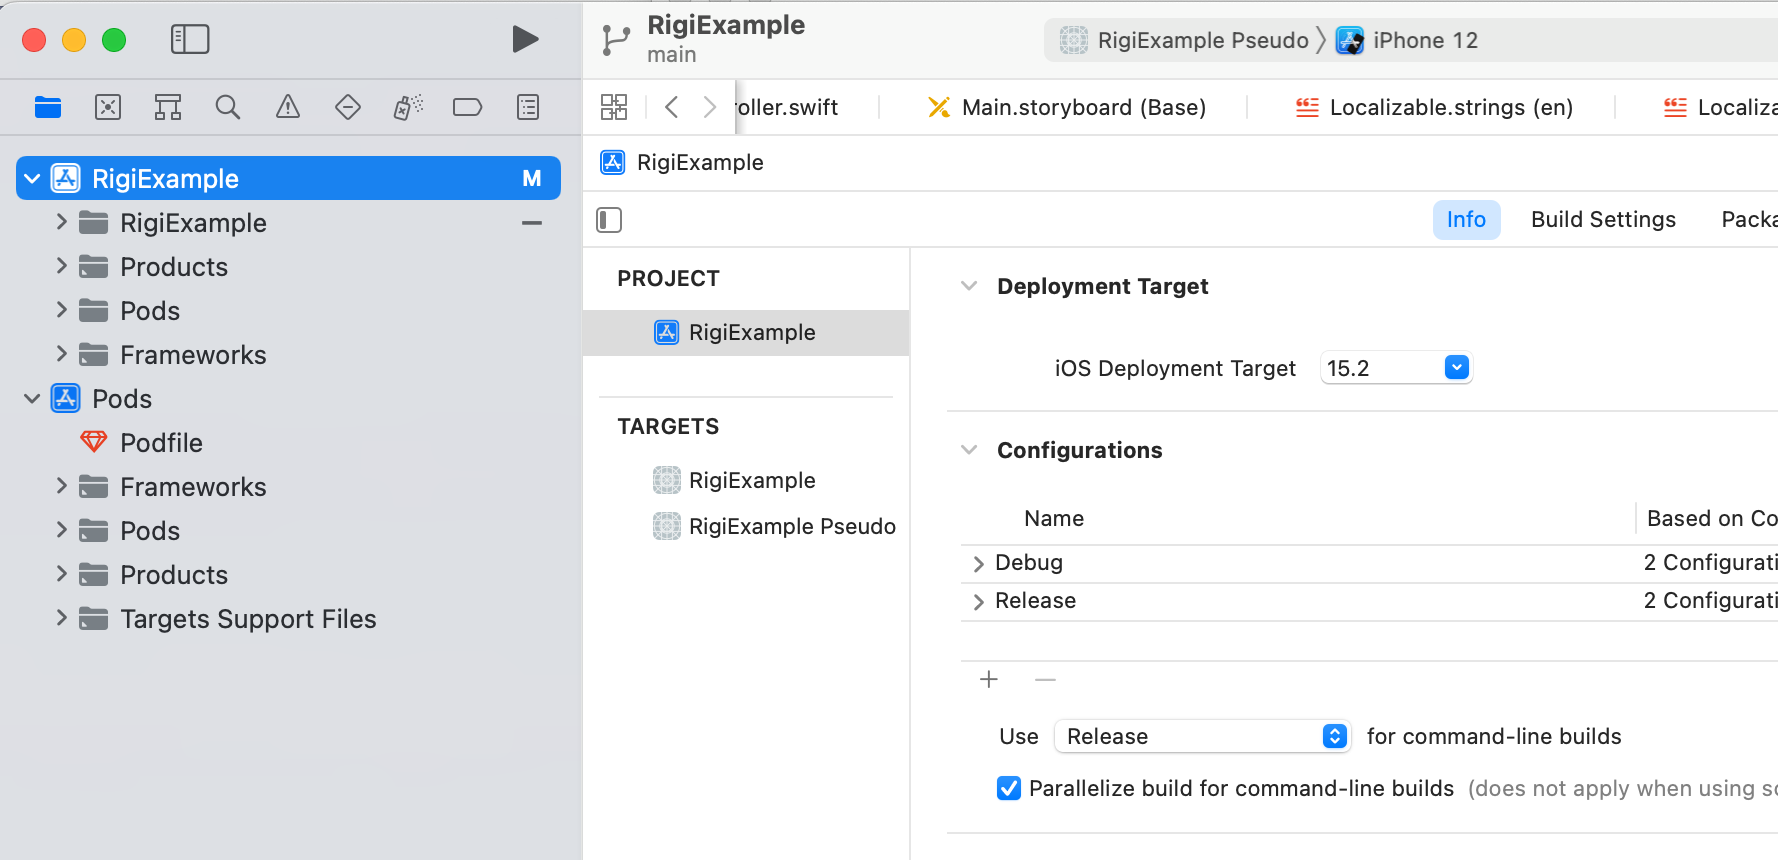 RigiExample
main
RigiExample Pseudo
iPhone 12
oller.swift
Main.storyboard (Base)
Localizable.strings (en)
RigiExample M
RigiExample
Products
Pods
Frameworks
Pods
Podfile
Frameworks
Pods
Products
Targets Support Files
RigiExample
Info
Build Settings
PROJECT
RigiExample
TARGETS
RigiExample
RigiExample Pseudo
Deployment Target
iOS Deployment Target 15.2
Configurations
Name
Based on Co
Debug
2 Configurati
Release
2 Configurati
Use Release for command-line builds
Parallelize build for command-line builds (does not apply when using